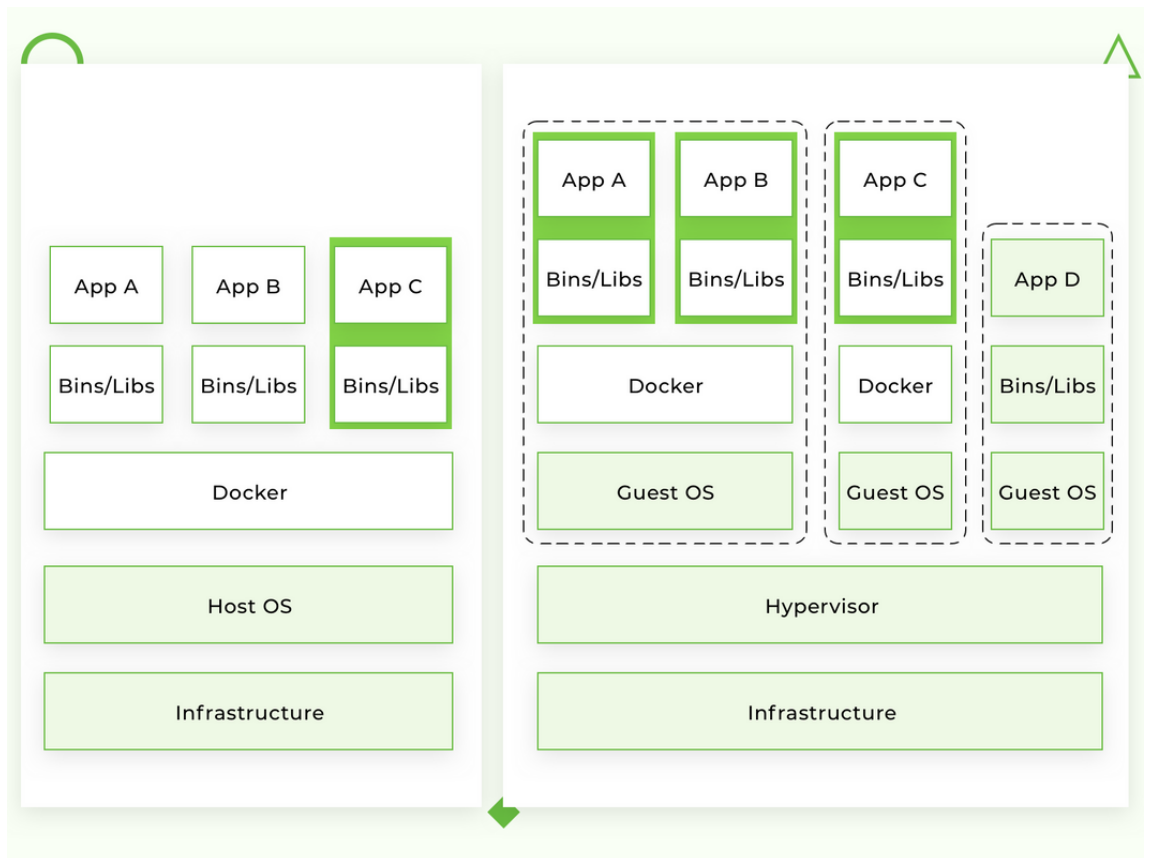 App A
App B
App C
Bins/Libs
Bins/Libs
Bins/Libs
Docker
Host OS
Infrastructure
App A
App B
App C
Bins/Libs
Bins/Libs
Bins/Libs
App D
Docker
Docker
Bins/Libs
Guest OS
Guest OS
Guest OS
Hypervisor
Infrastructure